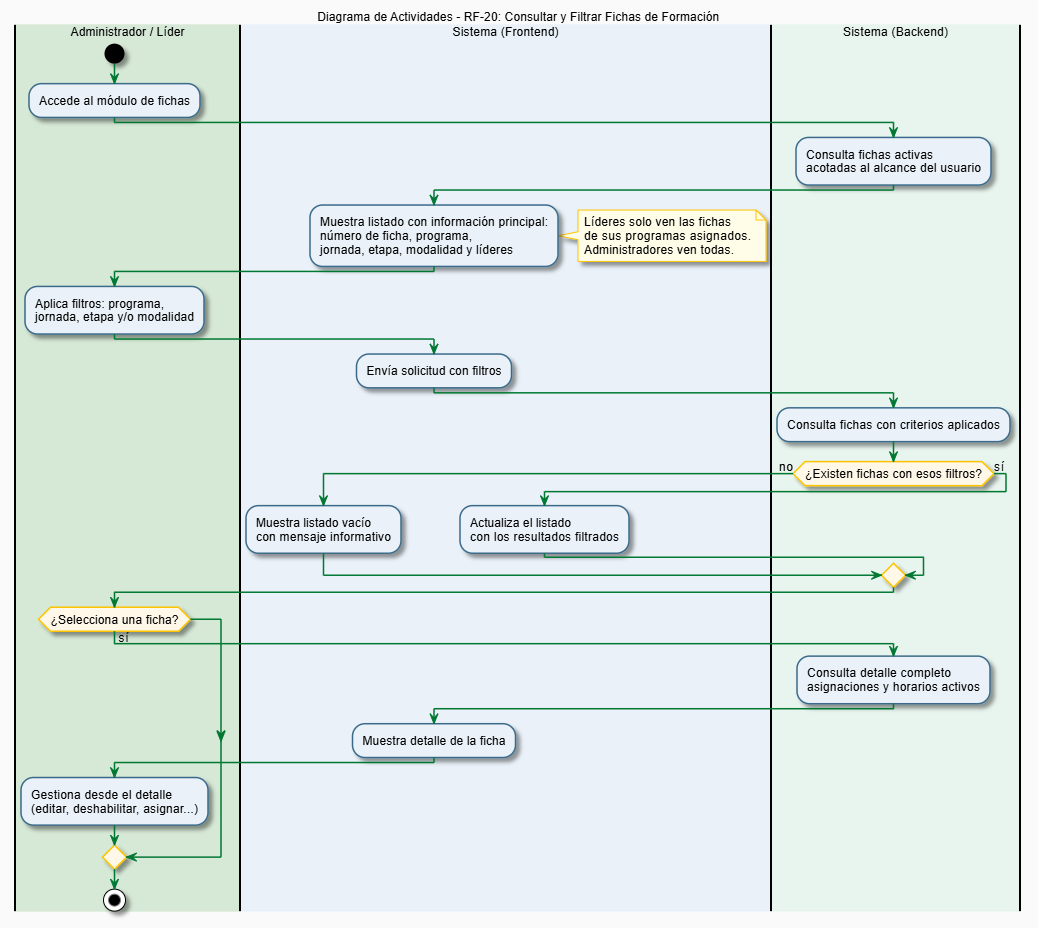 Diagrama de Actividades - RF-20: Consultar y Filtrar Fichas de Formación
Administrador / Líder
Sistema (Frontend)
Sistema (Backend)
Accede al módulo de fichas
Consulta fichas activas
acotadas al alcance del usuario
Muestra listado con información principal:
número de ficha, programa,
jornada, etapa, modalidad y líderes
Líderes solo ven las fichas
de sus programas asignados.
Administradores ven todas.
Aplica filtros: programa,
jornada, etapa y/o modalidad
Envía solicitud con filtros
Consulta fichas con criterios aplicados
no
¿Existen fichas con esos filtros?
sí
Muestra listado vacío
con mensaje informativo
Actualiza el listado
con los resultados filtrados
¿Selecciona una ficha?
sí
Consulta detalle completo
asignaciones y horarios activos
Muestra detalle de la ficha
Gestiona desde el detalle
(editar, deshabilitar, asignar...)